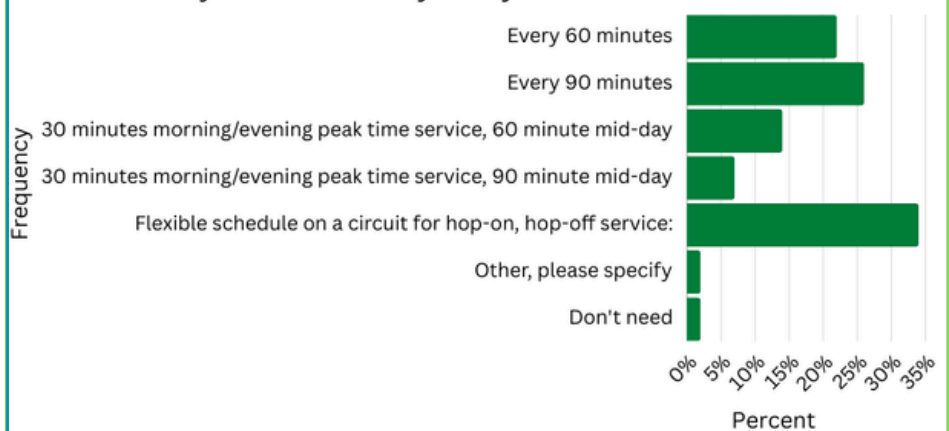 Every 60 minutes
Every 90 minutes
30 minutes morning/evening peak time service, 60 minute mid-day
30 minutes morning/evening peak time service, 90 minute mid-day
Flexible schedule on a circuit for hop-on, hop-off service:
Other, please specify
Don't need
Frequency
0% 5% 10% 15% 20% 25% 30% 35%
Percent